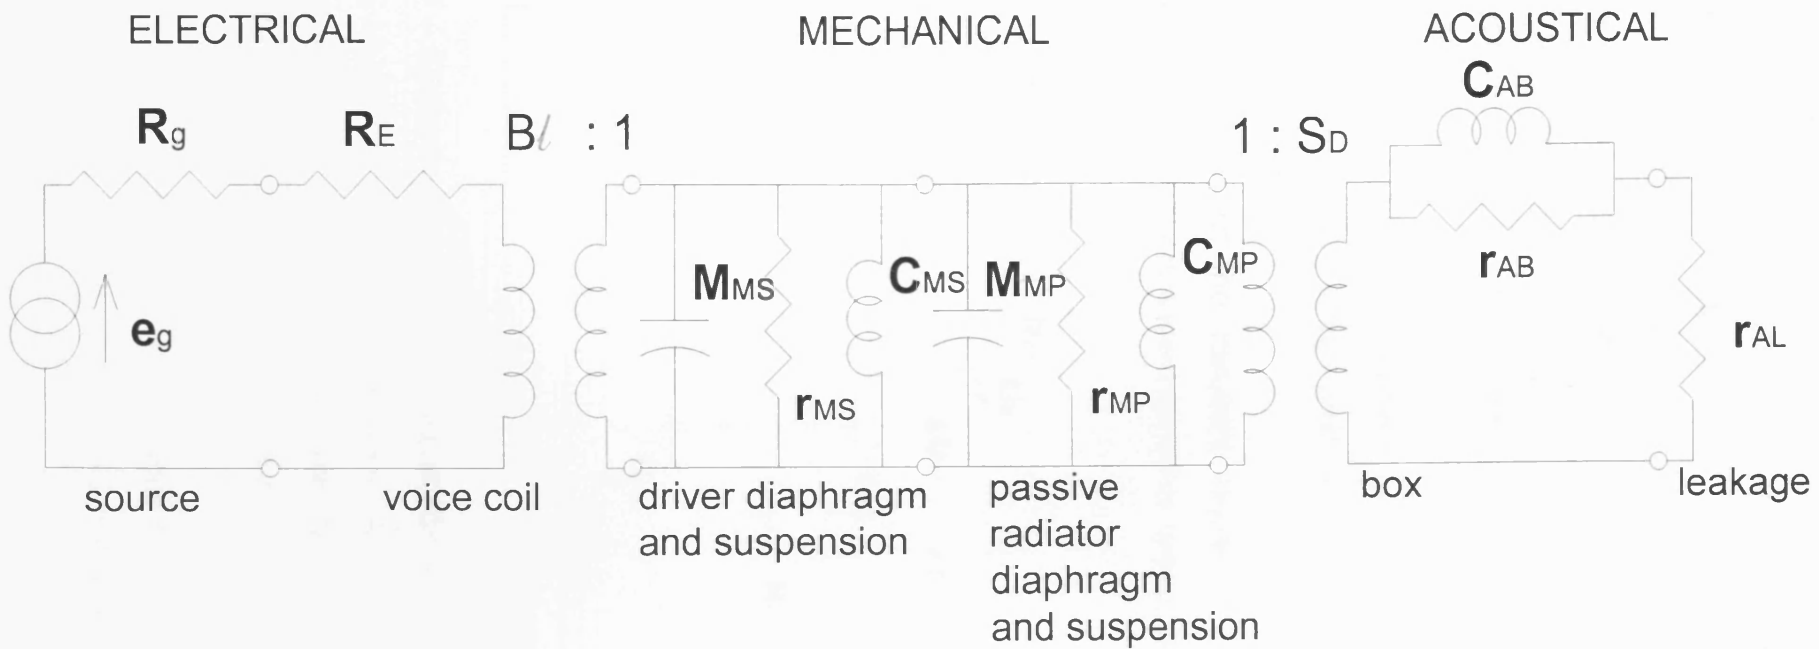 ELECTRICAL
MECHANICAL
ACOUSTICAL
CAB
Rg
RE
Bl : 1
1 : SD
rAB
eg
MMS
CMS
MMP
CMP
rAL
rMS
rMP
source
voice coil
driver diaphragm
and suspension
passive
radiator
diaphragm
and suspension
box
leakage